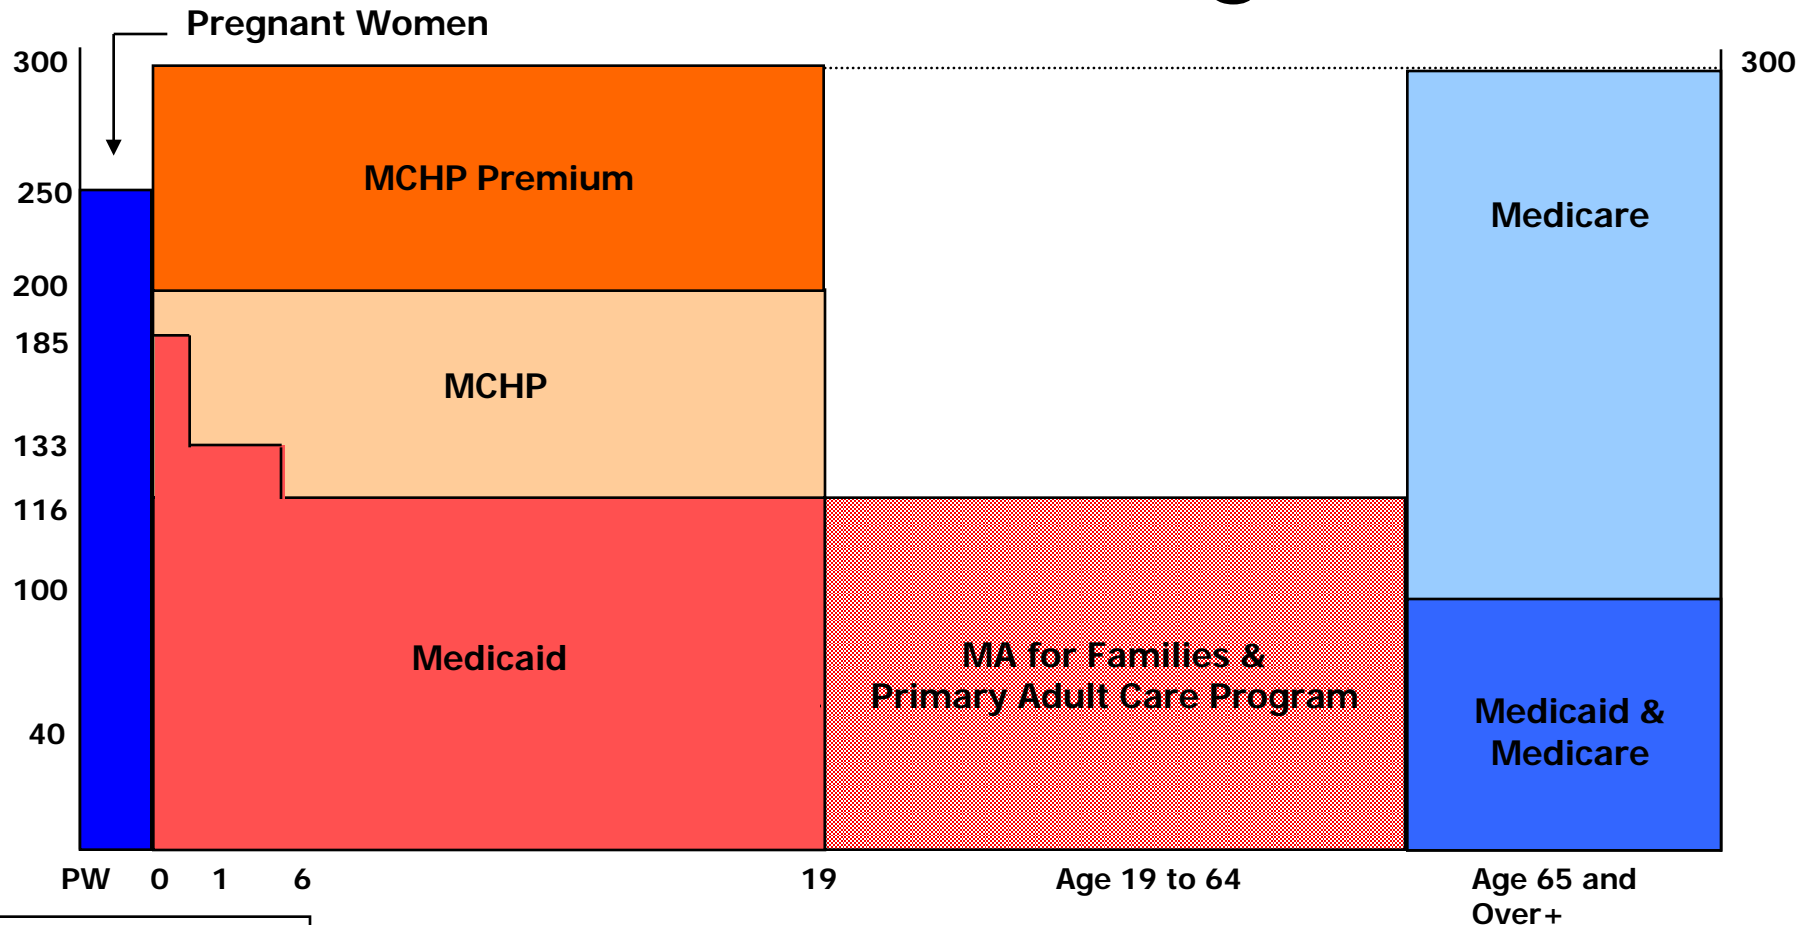 Pregnant Women
300
300
MCHP Premium
250
Medicare
200
185
MCHP
133
116
100
Medicaid
MA for Families &
Primary Adult Care Program
Medicaid &
Medicare
40
PW 0 1 6 19 Age 19 to 64 Age 65 and
Over+